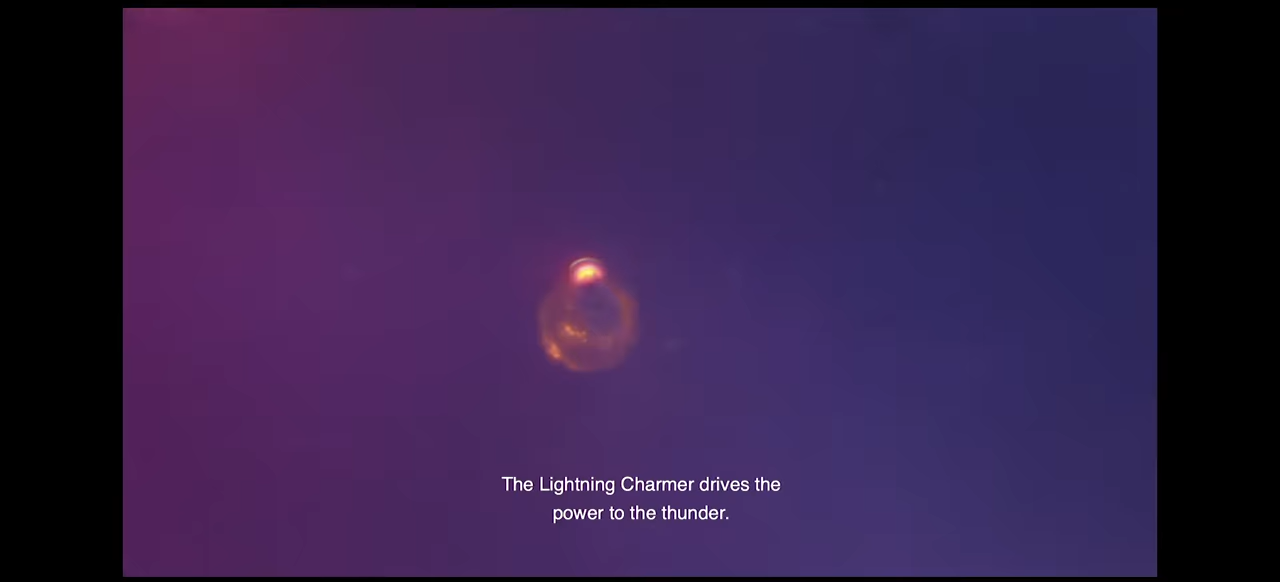 The Lightning Charmer drives the
power to the thunder.